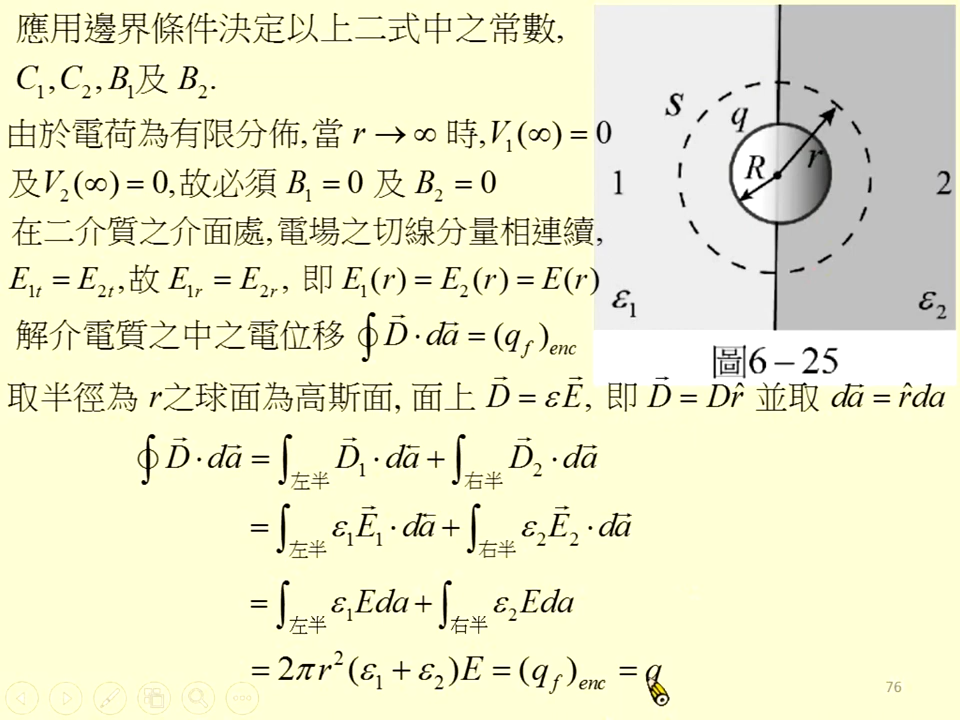 應用邊界條件決定以上二式中之常數,
C₁,C₂,B₁及 B₂.
由於電荷為有限分佈,當 r → ∞ 時,V₁(∞) = 0
及V₂(∞) = 0,故必須 B₁ = 0 及 B₂ = 0
在二介質之介面處,電場之切線分量相連續,
E₁t = E₂t,故 E₁r = E₂r, 即 E₁(r) = E₂(r) = E(r)
解介電質之中之電位移 ∮D⃗ · da⃗ = (q_f)enc
S
q
R
r
1
2
ε₁
ε₂
圖6 – 25
取半徑為 r之球面為高斯面, 面上 D⃗ = εE⃗, 即 D⃗ = Dr̂ 並取 da⃗ = r̂da
∮D⃗ · da⃗ = ∫左半 D⃗₁ · da⃗ + ∫右半 D⃗₂ · da⃗
= ∫左半 ε₁E⃗₁ · da⃗ + ∫右半 ε₂E⃗₂ · da⃗
= ∫左半 ε₁Eda + ∫右半 ε₂Eda
= 2πr²(ε₁ + ε₂)E = (q_f)enc = q
76